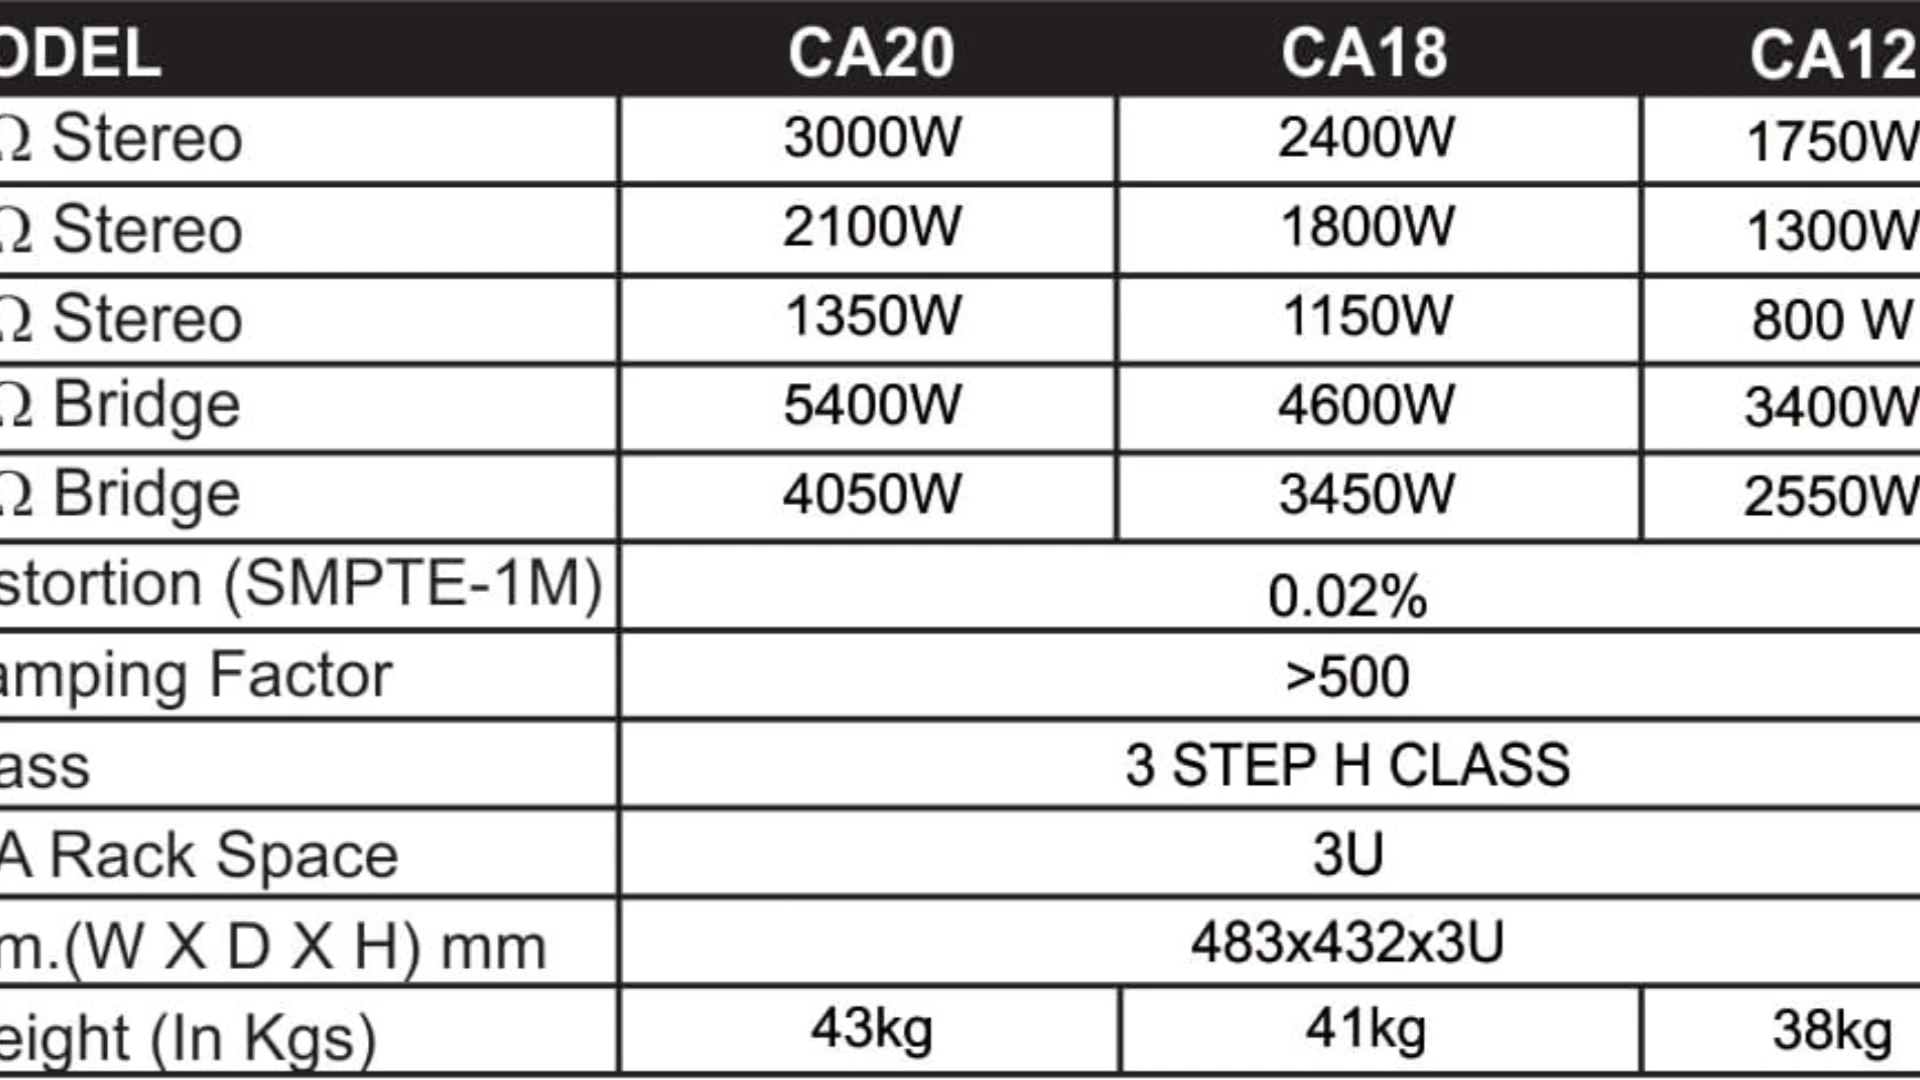 ODEL CA20 CA18 CA12
Ω Stereo 3000W 2400W 1750W
Ω Stereo 2100W 1800W 1300W
Ω Stereo 1350W 1150W 800 W
Ω Bridge 5400W 4600W 3400W
Ω Bridge 4050W 3450W 2550W
stortion (SMPTE-1M) 0.02%
amping Factor >500
ass 3 STEP H CLASS
A Rack Space 3U
m.(W X D X H) mm 483x432x3U
eight (In Kgs) 43kg 41kg 38kg